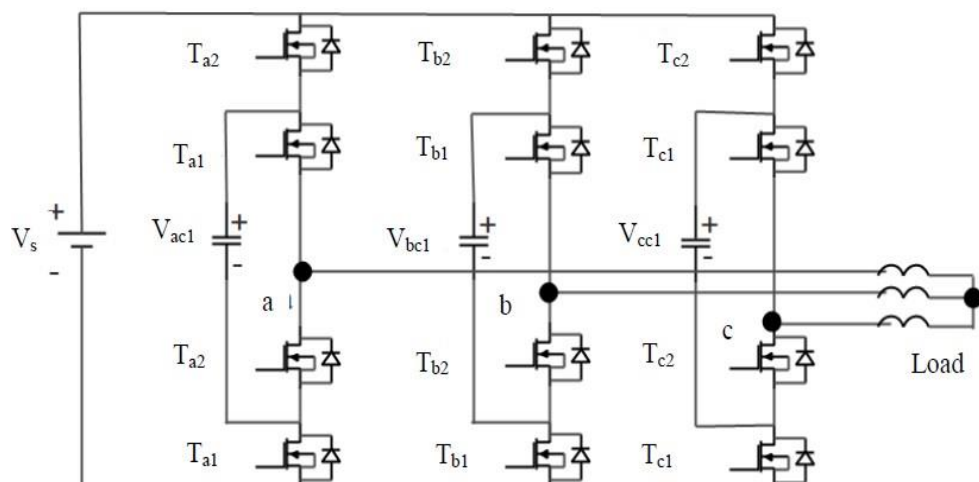 Ta2 Tb2 Tc2
Ta1 Tb1 Tc1
+ + + +
Vs Vac1 Vbc1 Vcc1
- - - -
a b c
Ta2 Tb2 Tc2
Load
Ta1 Tb1 Tc1